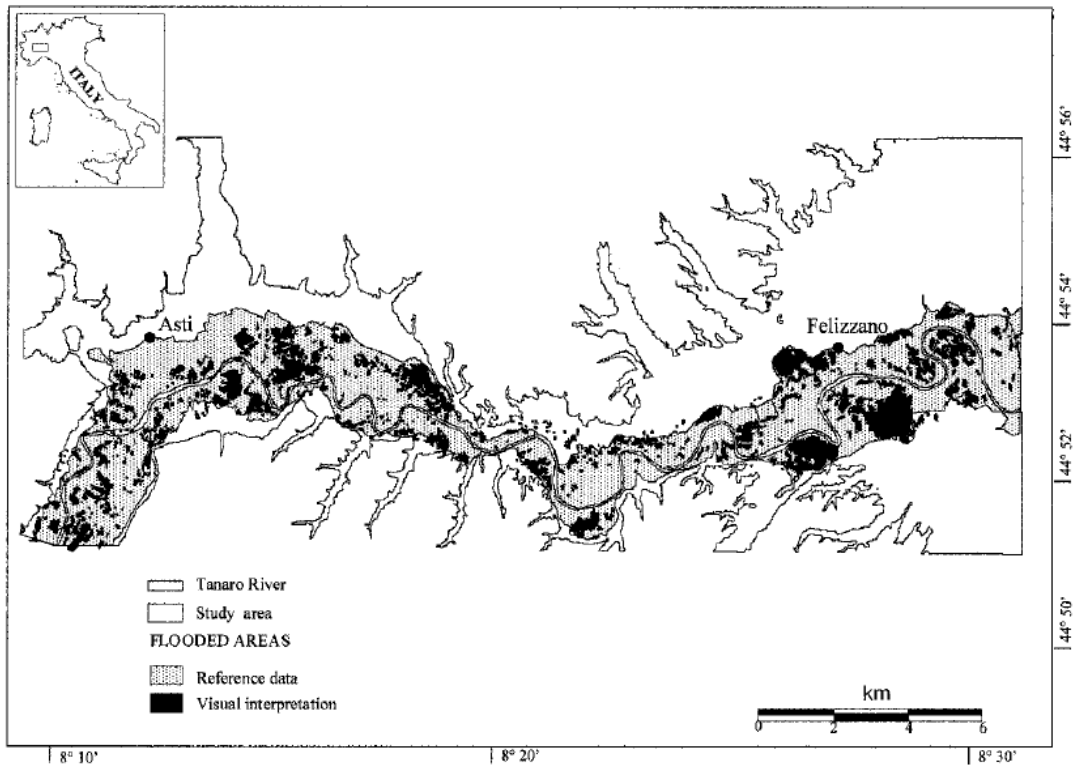 ITALY
44° 56'
44° 54'
Asti
Felizzano
44° 52'
Tanaro River
Study area
FLOODED AREAS
44° 50'
Reference data
Visual interpretation
km
0 2 4 6
8° 10' 8° 20' 8° 30'